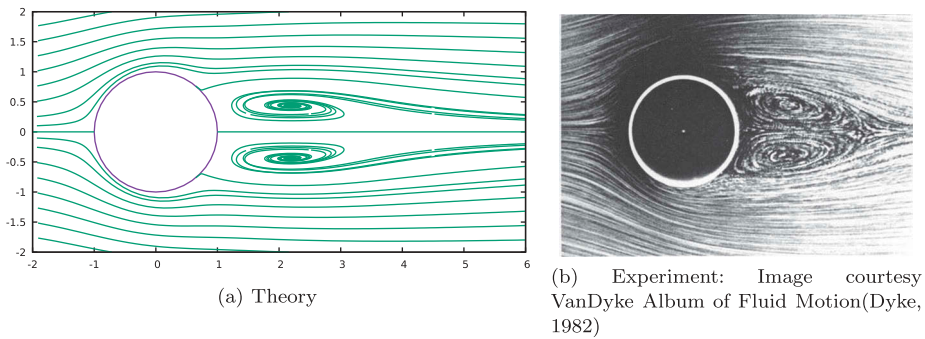 2
1.5
1
0.5
0
-0.5
-1
-1.5
-2
-2 -1 0 1 2 3 4 5 6
(a) Theory
(b) Experiment: Image courtesy
VanDyke Album of Fluid Motion(Dyke,
1982)